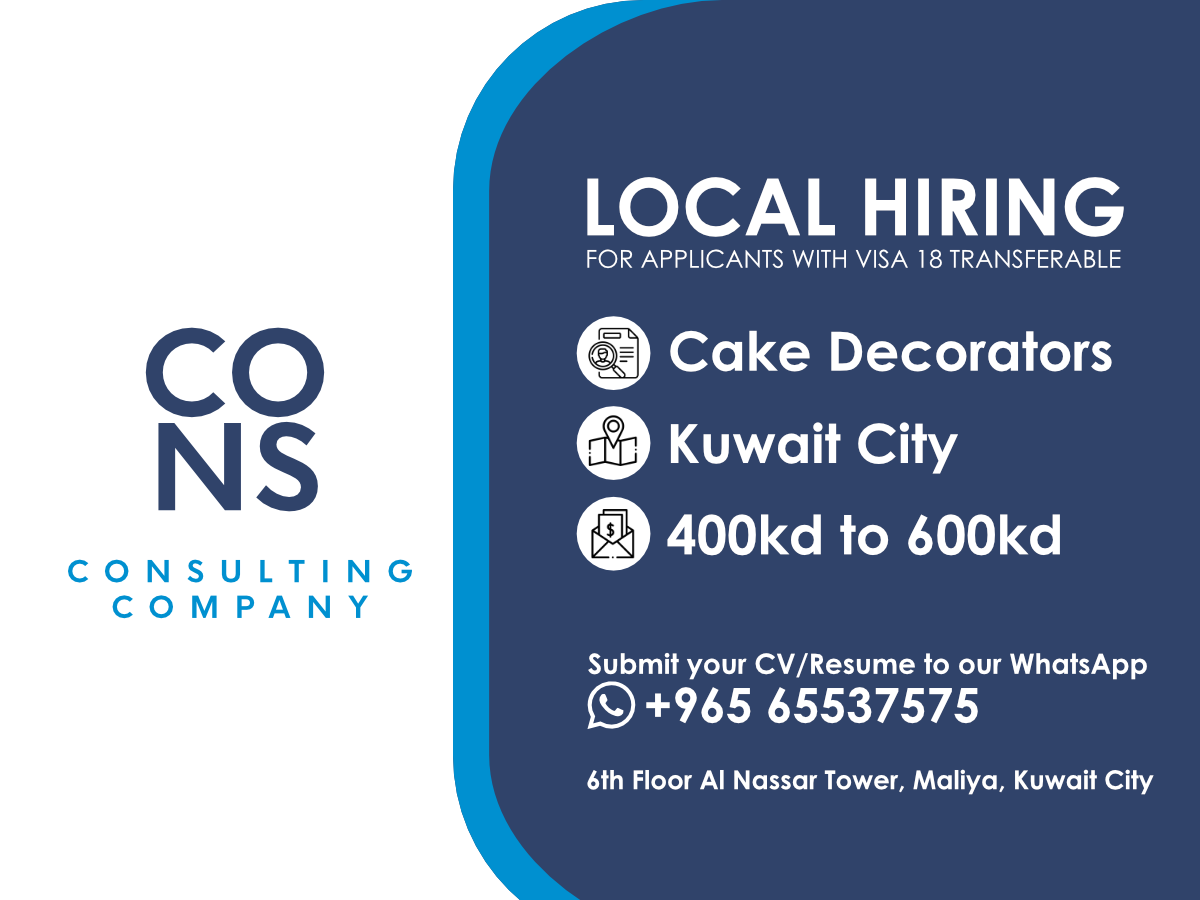 CO
NS
CONSULTING
COMPANY
LOCAL HIRING
FOR APPLICANTS WITH VISA 18 TRANSFERABLE
Cake Decorators
Kuwait City
$
400kd to 600kd
Submit your CV/Resume to our WhatsApp
+965 65537575
6th Floor Al Nassar Tower, Maliya, Kuwait City